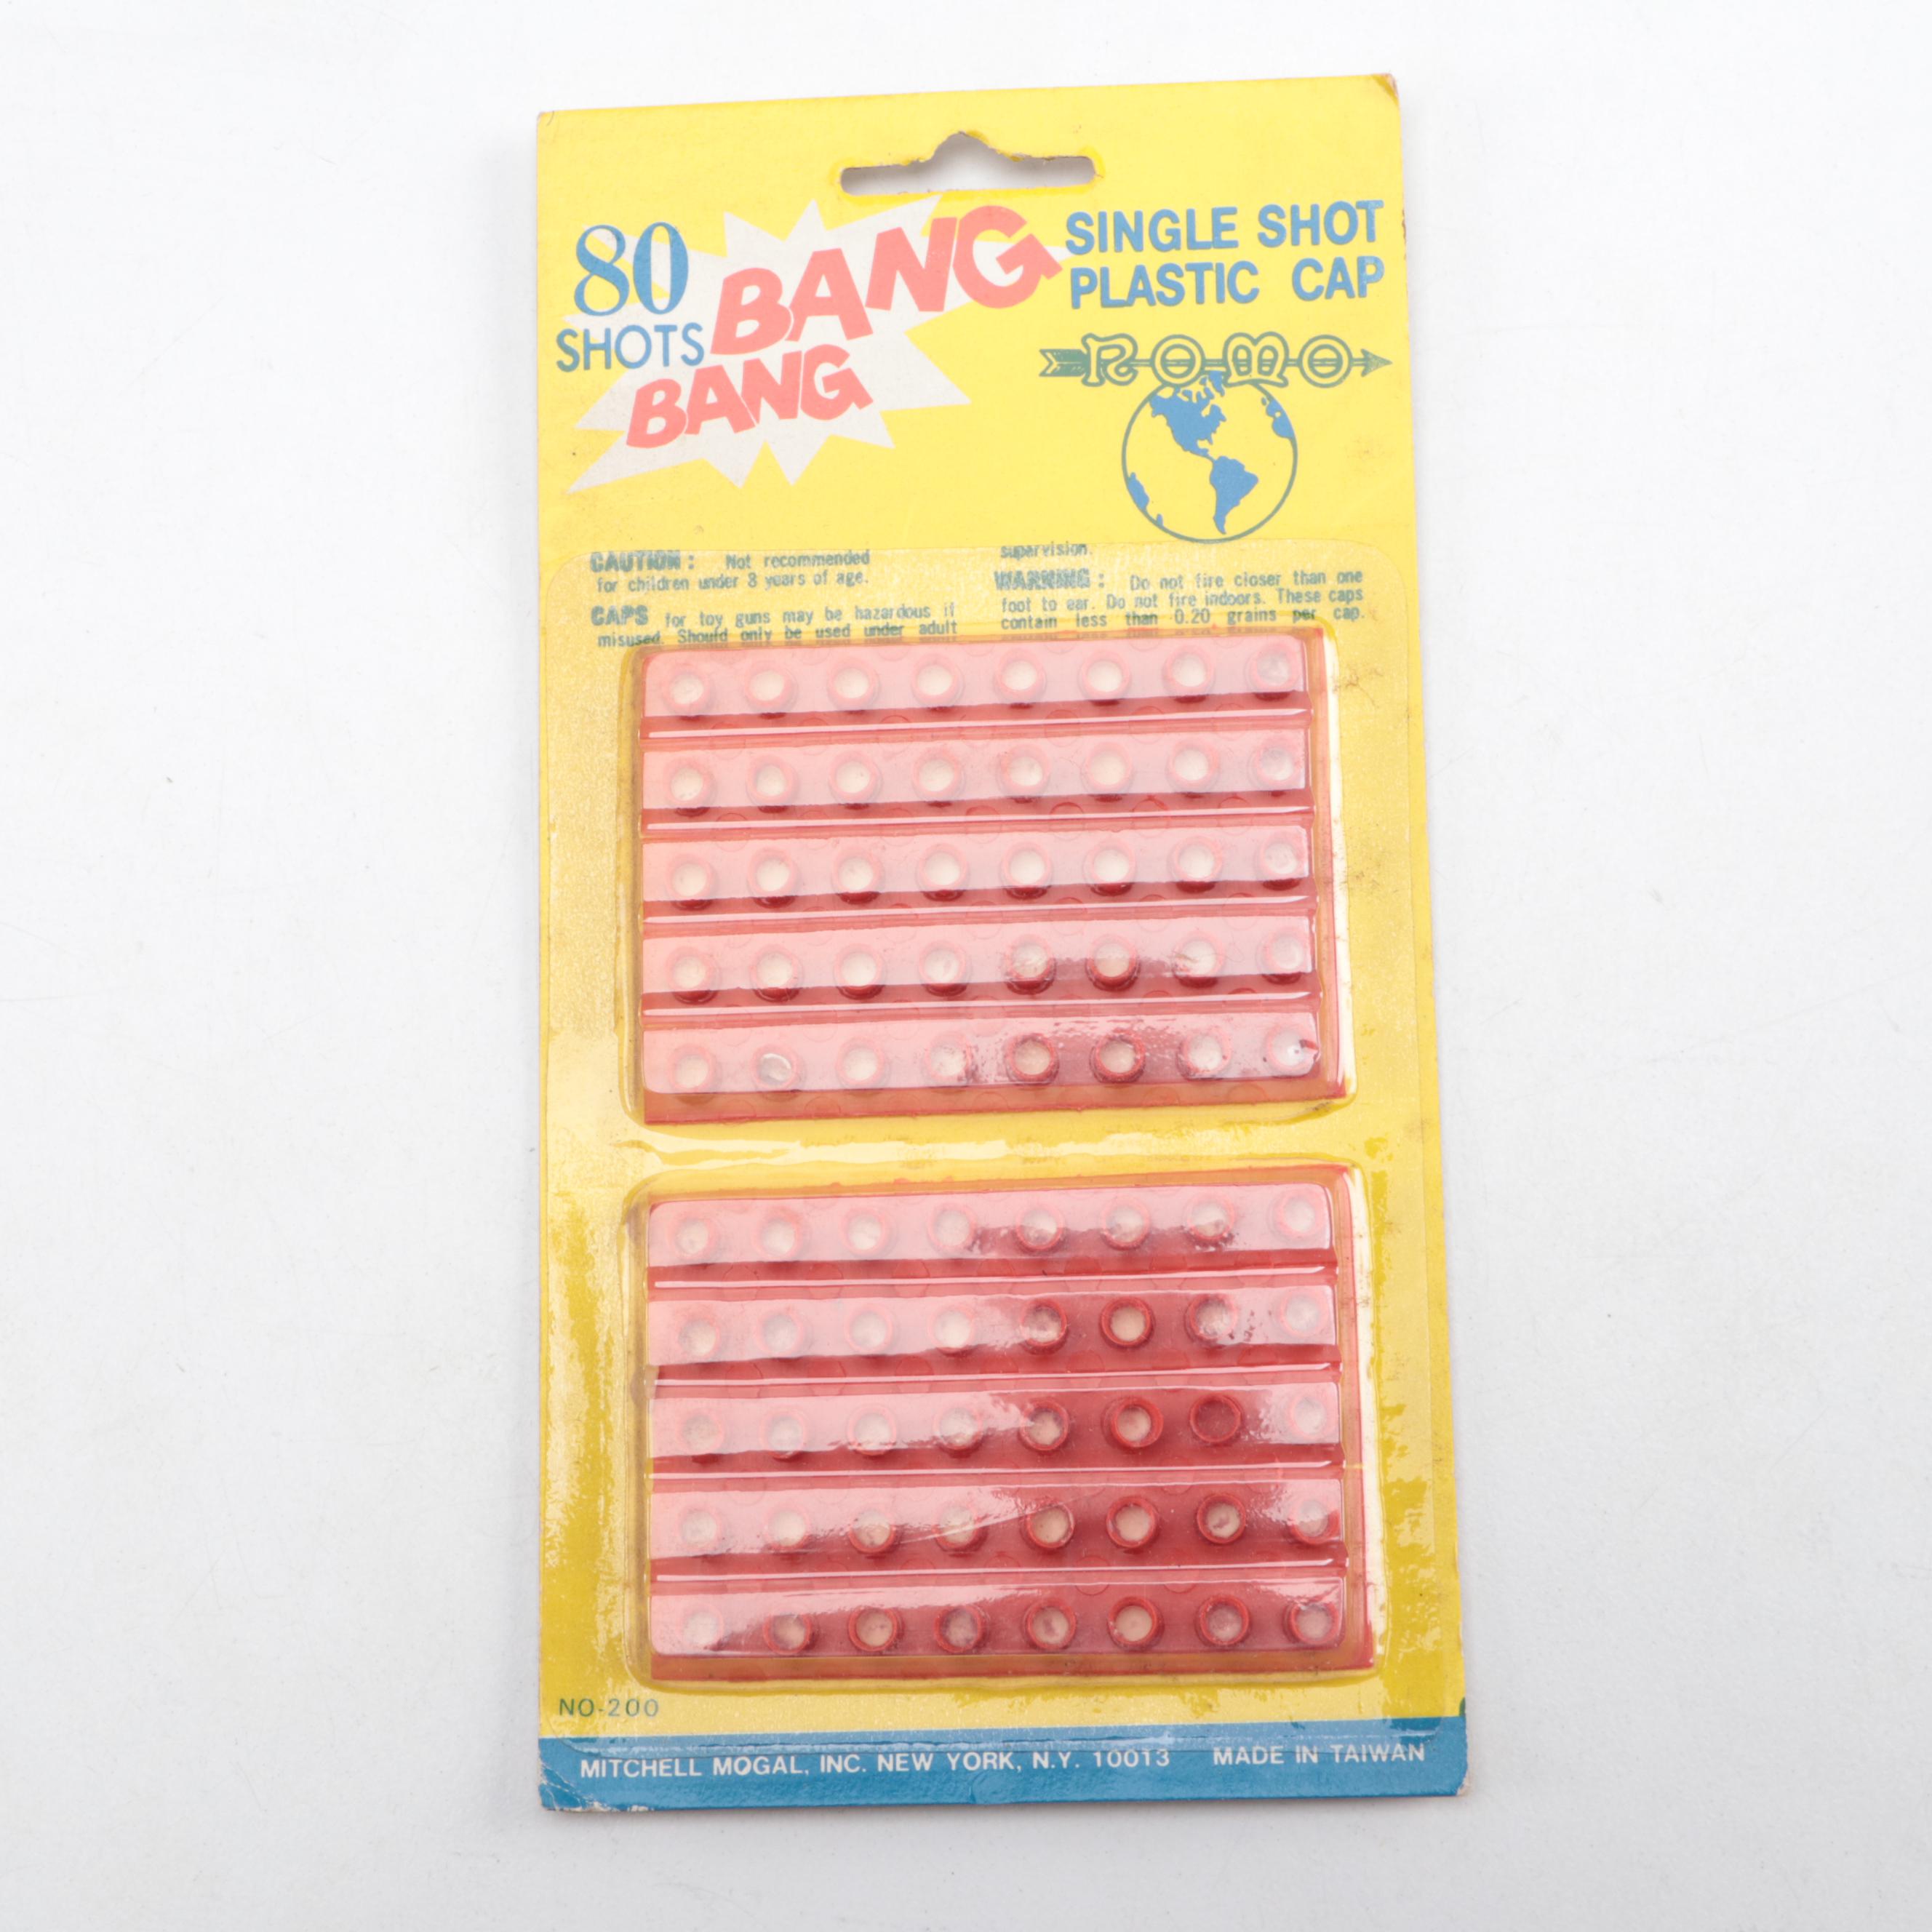 80
SHOTS
BANG
BANG
SINGLE SHOT
PLASTIC CAP
ROMO
CAUTION : Not recommended
for children under 3 years of age.
CAPS for toy guns may be hazardous if
misused. Should only be used under adult
supervision.
WARNING : Do not fire closer than one
foot to ear. Do not fire indoors. These caps
contain less than 0.20 grains per cap.
NO-200
MITCHELL MOGAL, INC. NEW YORK, N.Y. 10013 MADE IN TAIWAN